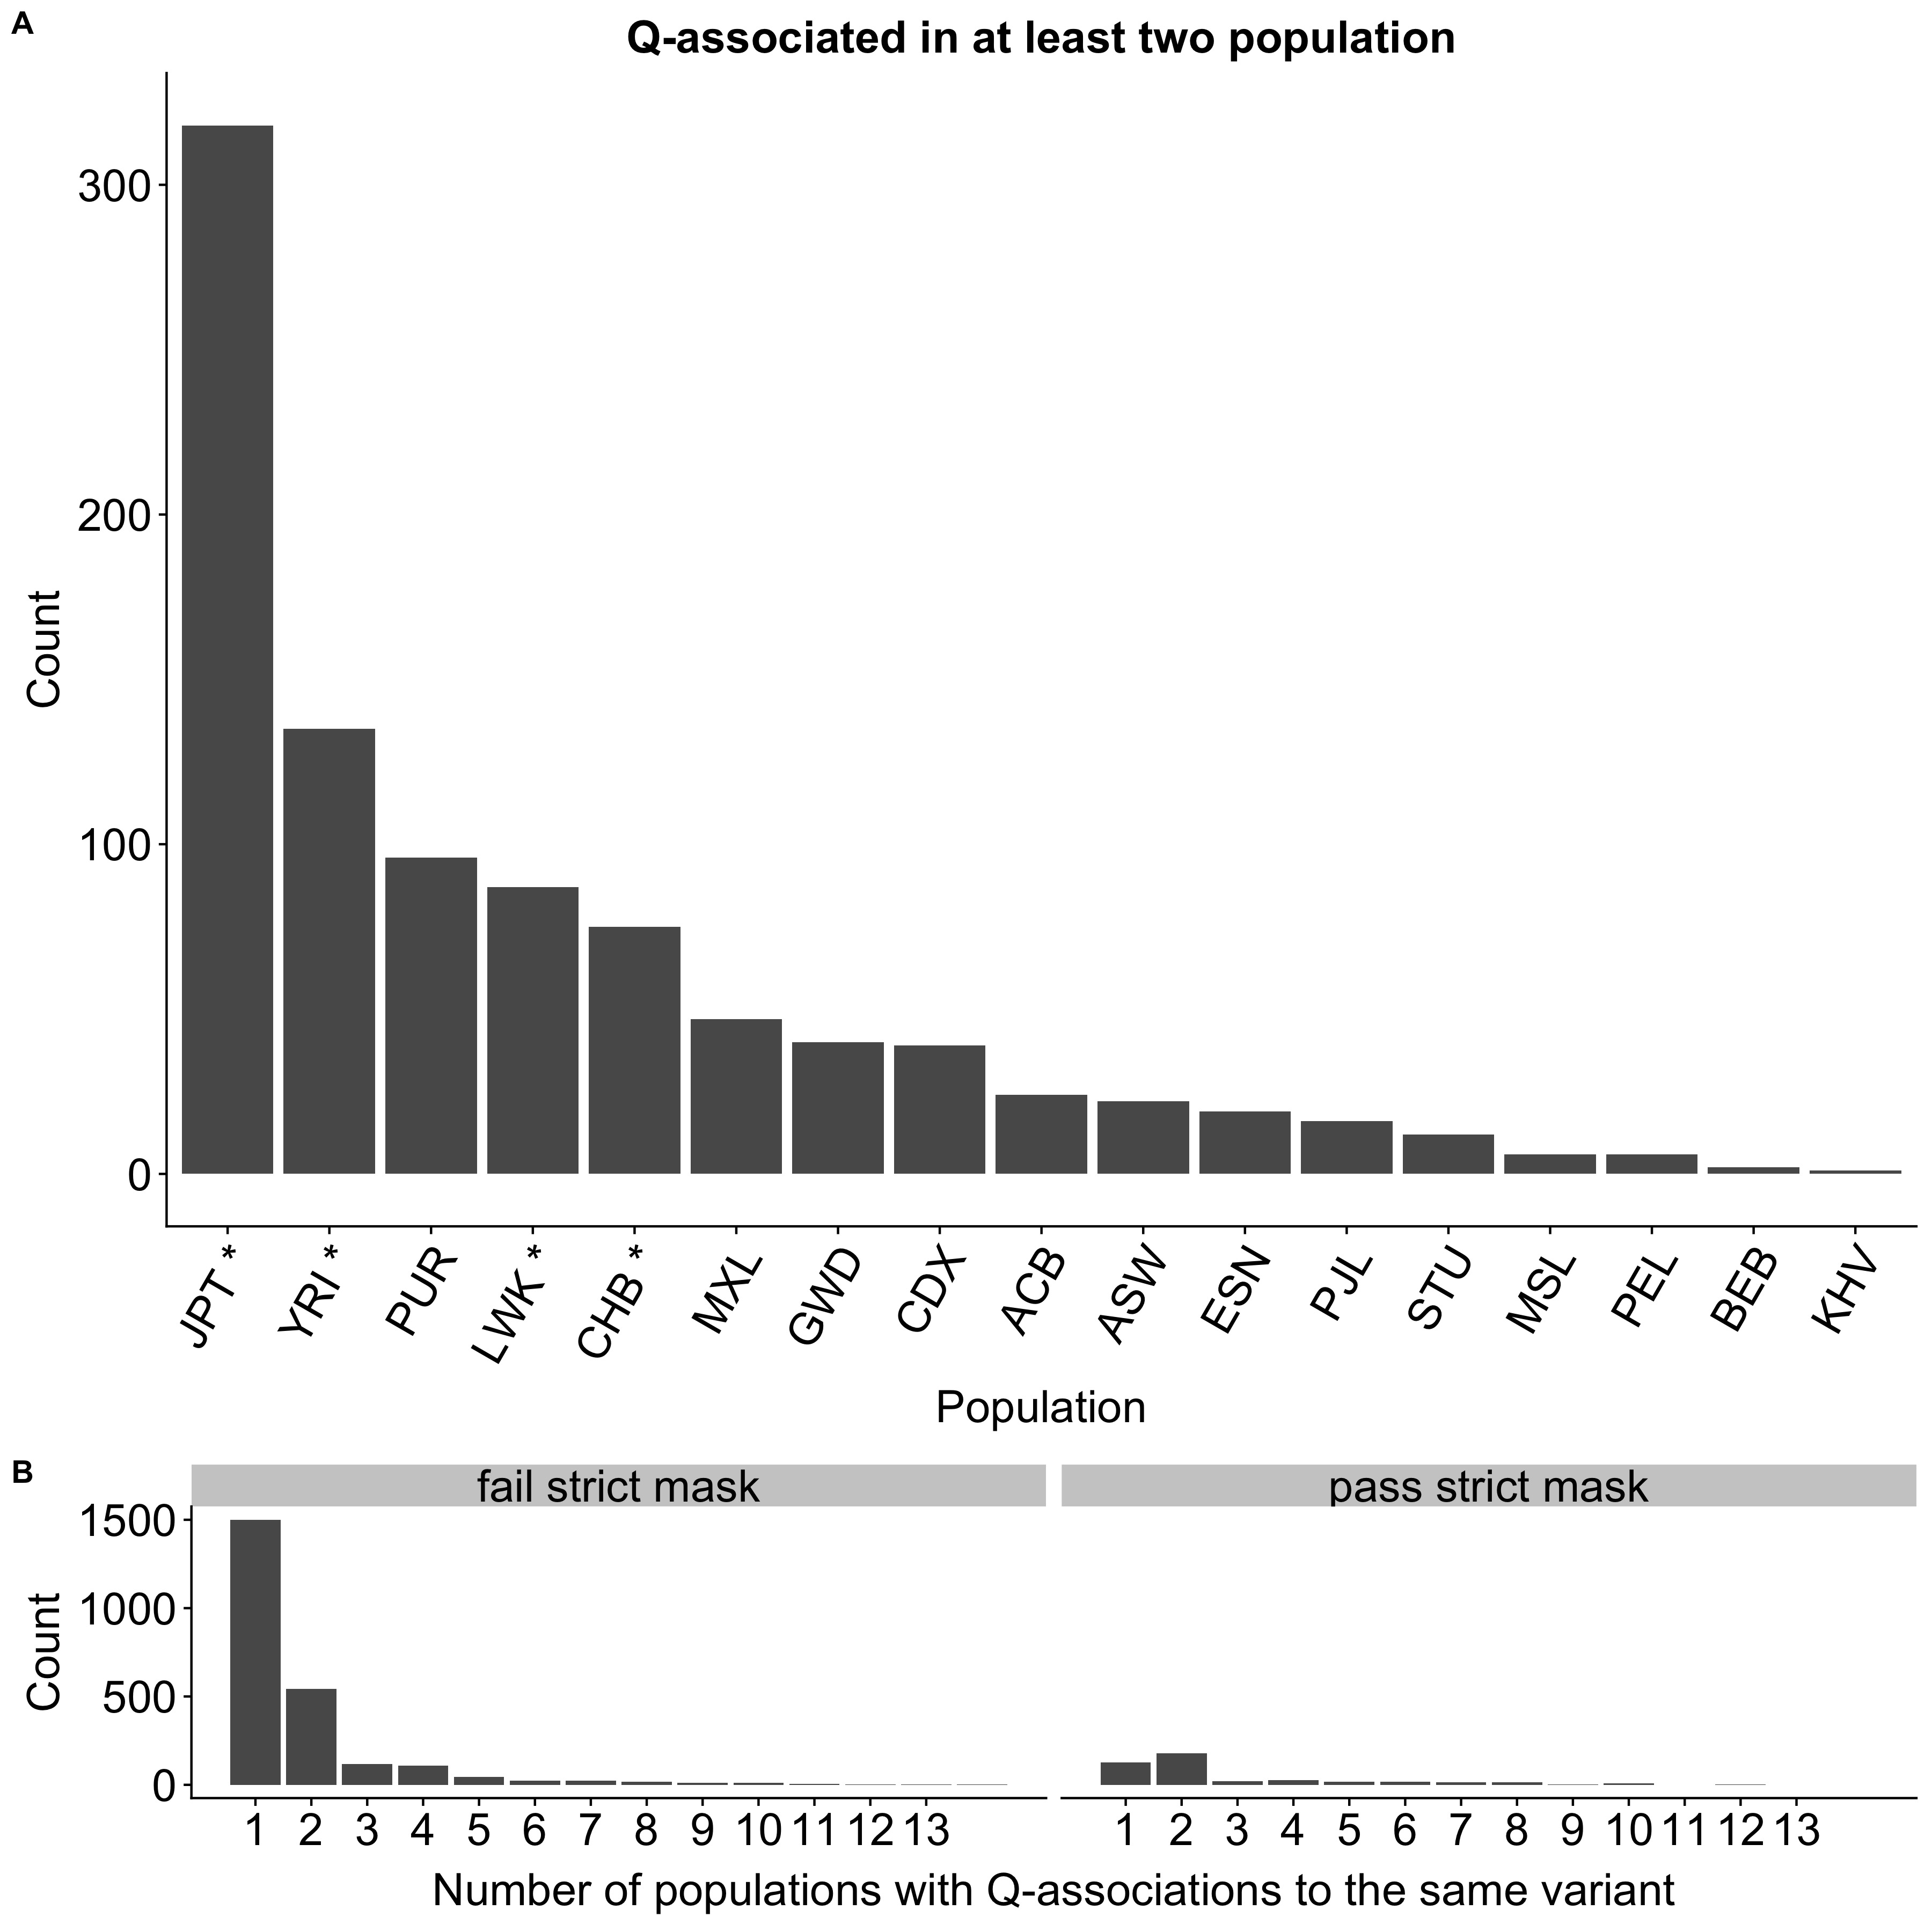 A
Q-associated in at least two population
300
200
100
0
Count
JPT * YRI * PUR LWK * CHB * MXL GWD CDX ACB ASW ESN PJL STU MSL PEL BEB KHV
Population
B
fail strict mask pass strict mask
1500
1000
500
0
Count
1 2 3 4 5 6 7 8 9 10 11 12 13 1 2 3 4 5 6 7 8 9 10 11 12 13
Number of populations with Q-associations to the same variant